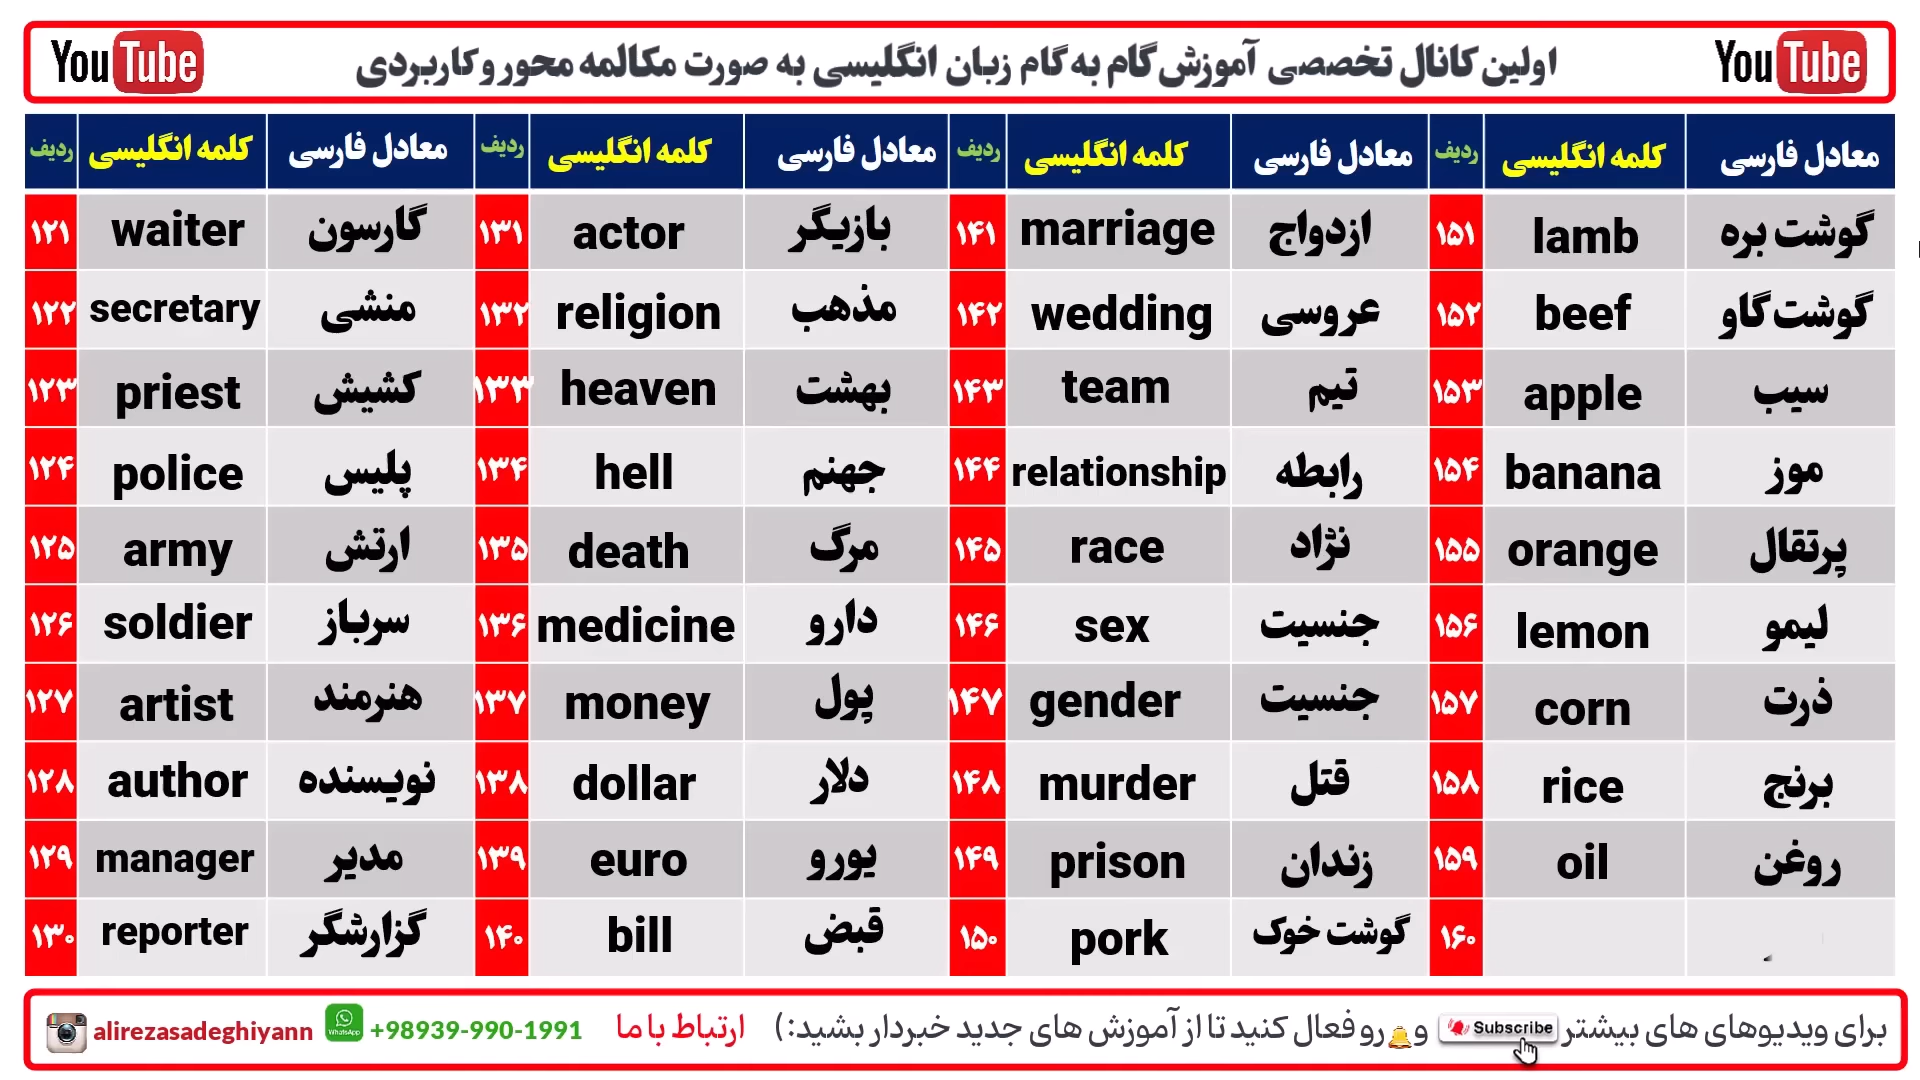 YouTube اولین کانال تخصصی آموزش گام به گام زبان انگلیسی به صورت مکالمه محور و کاربردی YouTube
ردیف کلمه انگلیسی معادل فارسی ردیف کلمه انگلیسی معادل فارسی ردیف کلمه انگلیسی معادل فارسی ردیف کلمه انگلیسی معادل فارسی
۱۲۱ waiter گارسون ۱۳۱ actor بازیگر ۱۴۱ marriage ازدواج ۱۵۱ lamb گوشت بره
۱۲۲ secretary منشی ۱۳۲ religion مذهب ۱۴۲ wedding عروسی ۱۵۲ beef گوشت گاو
۱۲۳ priest کشیش ۱۳۳ heaven بهشت ۱۴۳ team تیم ۱۵۳ apple سیب
۱۲۴ police پلیس ۱۳۴ hell جهنم ۱۴۴ relationship رابطه ۱۵۴ banana موز
۱۲۵ army ارتش ۱۳۵ death مرگ ۱۴۵ race نژاد ۱۵۵ orange پرتقال
۱۲۶ soldier سرباز ۱۳۶ medicine دارو ۱۴۶ sex جنسیت ۱۵۶ lemon لیمو
۱۲۷ artist هنرمند ۱۳۷ money پول ۱۴۷ gender جنسیت ۱۵۷ corn ذرت
۱۲۸ author نویسنده ۱۳۸ dollar دلار ۱۴۸ murder قتل ۱۵۸ rice برنج
۱۲۹ manager مدیر ۱۳۹ euro یورو ۱۴۹ prison زندان ۱۵۹ oil روغن
۱۳۰ reporter گزارشگر ۱۴۰ bill قبض ۱۵۰ pork گوشت خوک ۱۶۰
برای ویدیوهای های بیشتر Subscribe و رو فعال کنید تا از آموزش های جدید خبردار بشید:) ارتباط با ما +98939-990-1991 WhatsApp alirezasadeghiyann